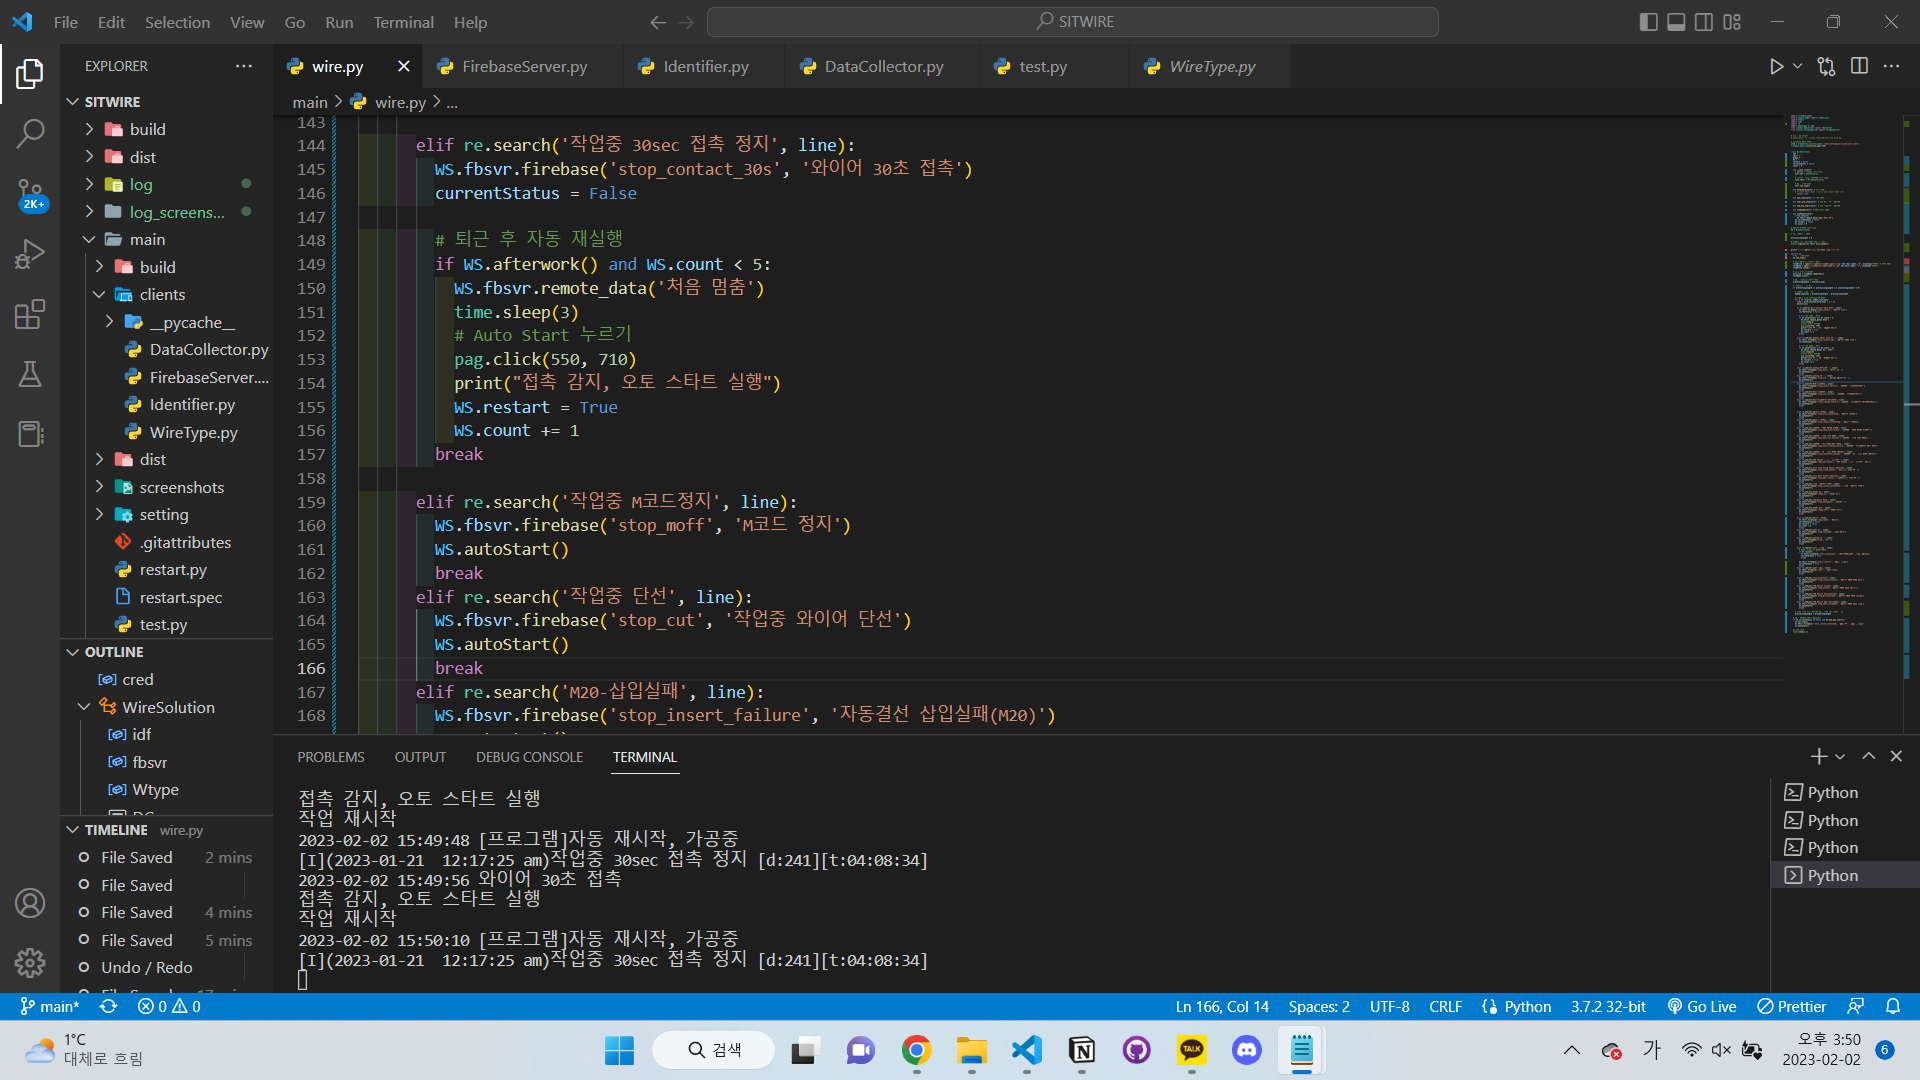 File Edit Selection View Go Run Terminal Help
SITWIRE
EXPLORER
SITWIRE
build
dist
log
log_screens...
main
build
clients
__pycache__
DataCollector.py
FirebaseServer....
Identifier.py
WireType.py
dist
screenshots
setting
.gitattributes
restart.py
restart.spec
test.py
OUTLINE
cred
WireSolution
idf
fbsvr
Wtype
TIMELINE wire.py
File Saved 2 mins
File Saved
File Saved 4 mins
File Saved 5 mins
Undo / Redo
2K+
wire.py FirebaseServer.py Identifier.py DataCollector.py test.py WireType.py
main > wire.py > ...
143
144 elif re.search('작업중 30sec 접촉 정지', line):
145 WS.fbsvr.firebase('stop_contact_30s', '와이어 30초 접촉')
146 currentStatus = False
147
148 # 퇴근 후 자동 재실행
149 if WS.afterwork() and WS.count < 5:
150 WS.fbsvr.remote_data('처음 멈춤')
151 time.sleep(3)
152 # Auto Start 누르기
153 pag.click(550, 710)
154 print("접촉 감지, 오토 스타트 실행")
155 WS.restart = True
156 WS.count += 1
157 break
158
159 elif re.search('작업중 M코드정지', line):
160 WS.fbsvr.firebase('stop_moff', 'M코드 정지')
161 WS.autoStart()
162 break
163 elif re.search('작업중 단선', line):
164 WS.fbsvr.firebase('stop_cut', '작업중 와이어 단선')
165 WS.autoStart()
166 break
167 elif re.search('M20-삽입실패', line):
168 WS.fbsvr.firebase('stop_insert_failure', '자동결선 삽입실패(M20)')
PROBLEMS OUTPUT DEBUG CONSOLE TERMINAL
접촉 감지, 오토 스타트 실행
작업 재시작
2023-02-02 15:49:48 [프로그램]자동 재시작, 가공중
[I](2023-01-21  12:17:25 am)작업중 30sec 접촉 정지 [d:241][t:04:08:34]
2023-02-02 15:49:56 와이어 30초 접촉
접촉 감지, 오토 스타트 실행
작업 재시작
2023-02-02 15:50:10 [프로그램]자동 재시작, 가공중
[I](2023-01-21  12:17:25 am)작업중 30sec 접촉 정지 [d:241][t:04:08:34]
Python
Python
Python
Python
main* 0 0 Ln 166, Col 14 Spaces: 2 UTF-8 CRLF Python 3.7.2 32-bit Go Live Prettier
1°C
대체로 흐림
검색
TALK
가
오후 3:50
2023-02-02
6